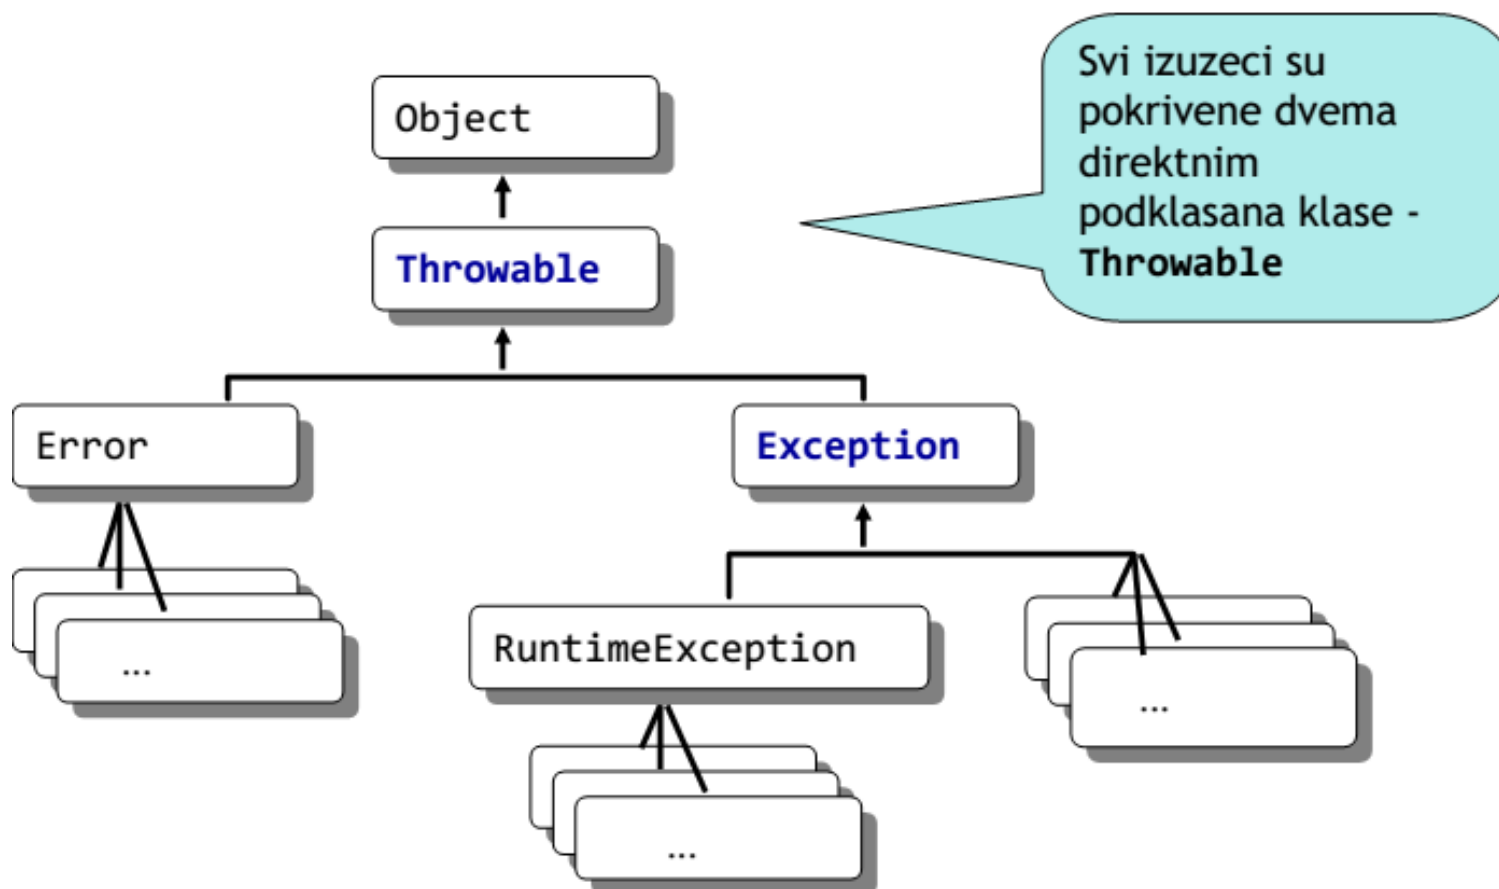 Object
Svi izuzeci su
pokrivene dvema
direktnim
podklasana klase -
Throwable
Throwable
Error
Exception
...
RuntimeException
...
...